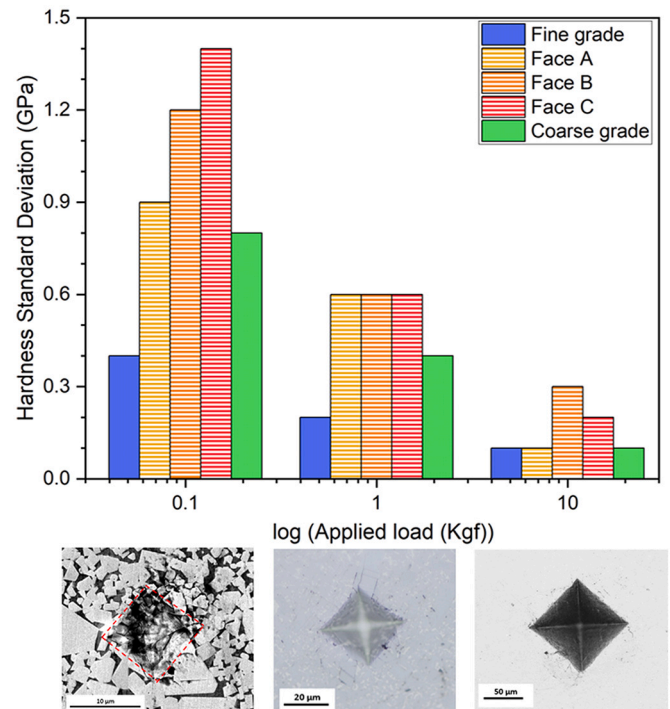 Hardness Standard Deviation (GPa)
1.5
1.2
0.9
0.6
0.3
0.0
Fine grade
Face A
Face B
Face C
Coarse grade
0.1 1 10
log (Applied load (Kgf))
10 µm
20 µm
50 µm